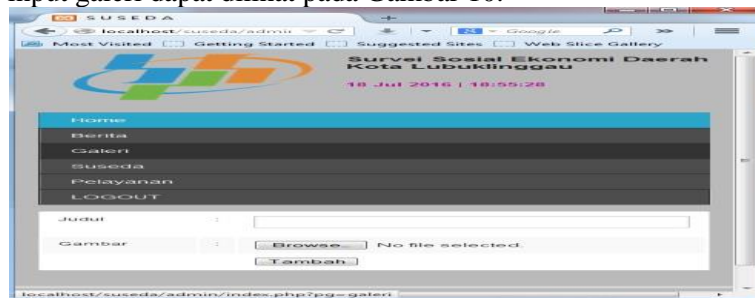 input galeri dapat dilihat pada Gambar 10.
SUSEDA
localhost/suseda/admin
Google
Most Visited Getting Started Suggested Sites Web Slice Gallery
Survei Sosial Ekonomi Daerah
Kota Lubuklinggau
18 Jul 2016 | 18:55:28
Home
Berita
Galeri
Suseda
Pelayanan
LOGOUT
Judul :
Gambar : Browse... No file selected.
Tambah
localhost/suseda/admin/index.php?pg=galeri